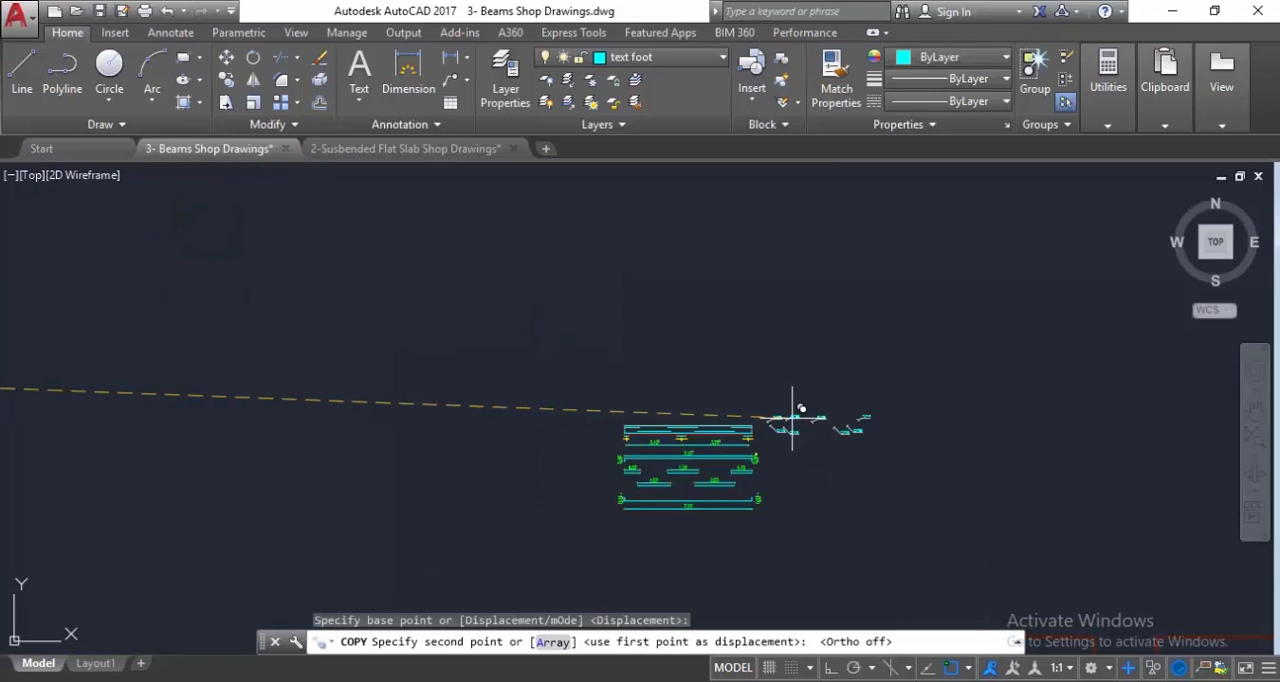 Autodesk AutoCAD 2017 3- Beams Shop Drawings.dwg
Type a keyword or phrase
Sign In
Home Insert Annotate Parametric View Manage Output Add-ins A360 Express Tools Featured Apps BIM 360 Performance
Line Polyline Circle Arc
Text Dimension
Layer Properties
text foot
Insert
Match Properties
ByLayer
ByLayer
ByLayer
Group
Utilities
Clipboard
View
Draw Modify Annotation Layers Block Properties Groups
Start 3- Beams Shop Drawings* 2-Susbended Flat Slab Shop Drawings*
[−][Top][2D Wireframe]
N
W TOP E
S
WCS
Y
X
Specify base point or [Displacement/mOde] <Displacement>:
COPY Specify second point or [Array] <use first point as displacement>: <Ortho off>
Activate Windows
to Settings to activate Windows.
Model Layout1
MODEL 1:1